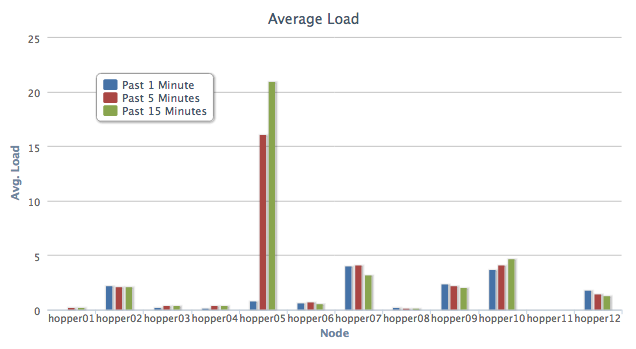 Average Load
25
20
15
10
5
0
Avg. Load
Past 1 Minute
Past 5 Minutes
Past 15 Minutes
hopper01 hopper02 hopper03 hopper04 hopper05 hopper06 hopper07 hopper08 hopper09 hopper10 hopper11 hopper12
Node